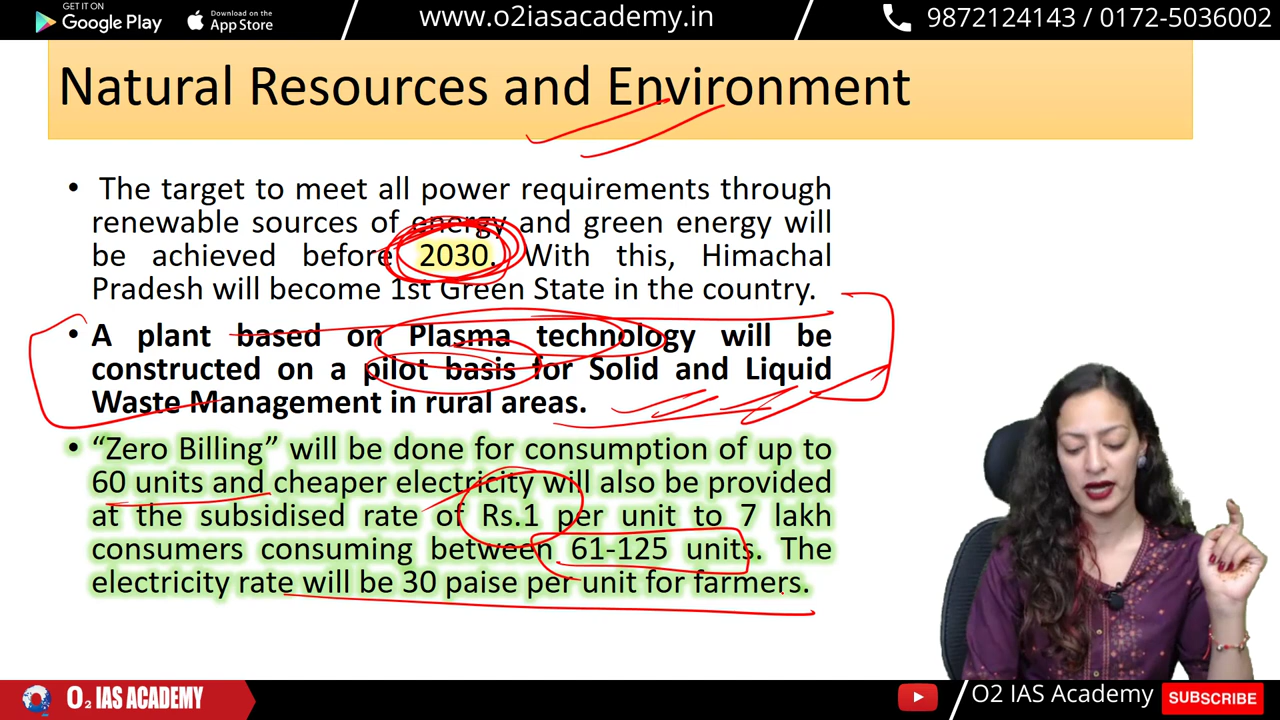 GET IT ON
Google Play
Download on the
App Store
www.o2iasacademy.in
9872124143 / 0172-5036002
Natural Resources and Environment
• The target to meet all power requirements through
renewable sources of energy and green energy will
be achieved before 2030. With this, Himachal
Pradesh will become 1st Green State in the country.
• A plant based on Plasma technology will be
constructed on a pilot basis for Solid and Liquid
Waste Management in rural areas.
• “Zero Billing” will be done for consumption of up to
60 units and cheaper electricity will also be provided
at the subsidised rate of Rs.1 per unit to 7 lakh
consumers consuming between 61-125 units. The
electricity rate will be 30 paise per unit for farmers.
O2 IAS ACADEMY
O2 IAS Academy
SUBSCRIBE